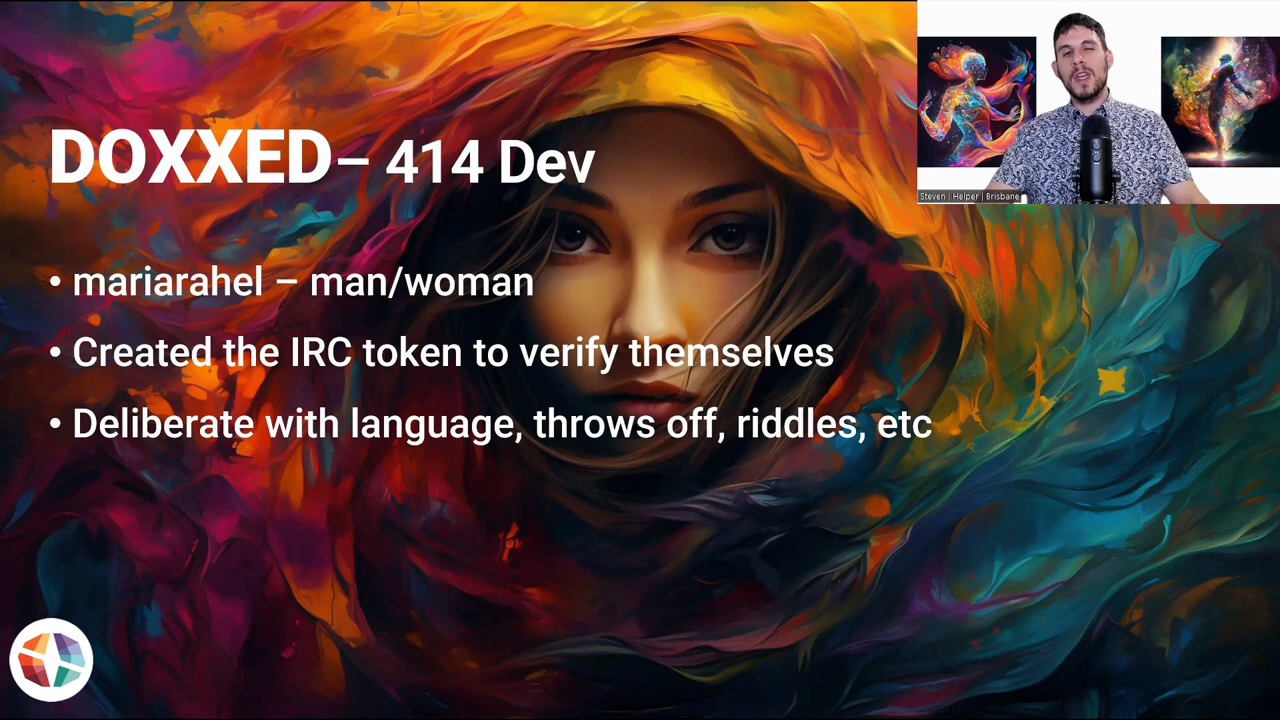 DOXXED – 414 Dev
• mariarahel – man/woman
• Created the IRC token to verify themselves
• Deliberate with language, throws off, riddles, etc
Steven | Helper | Brisbane